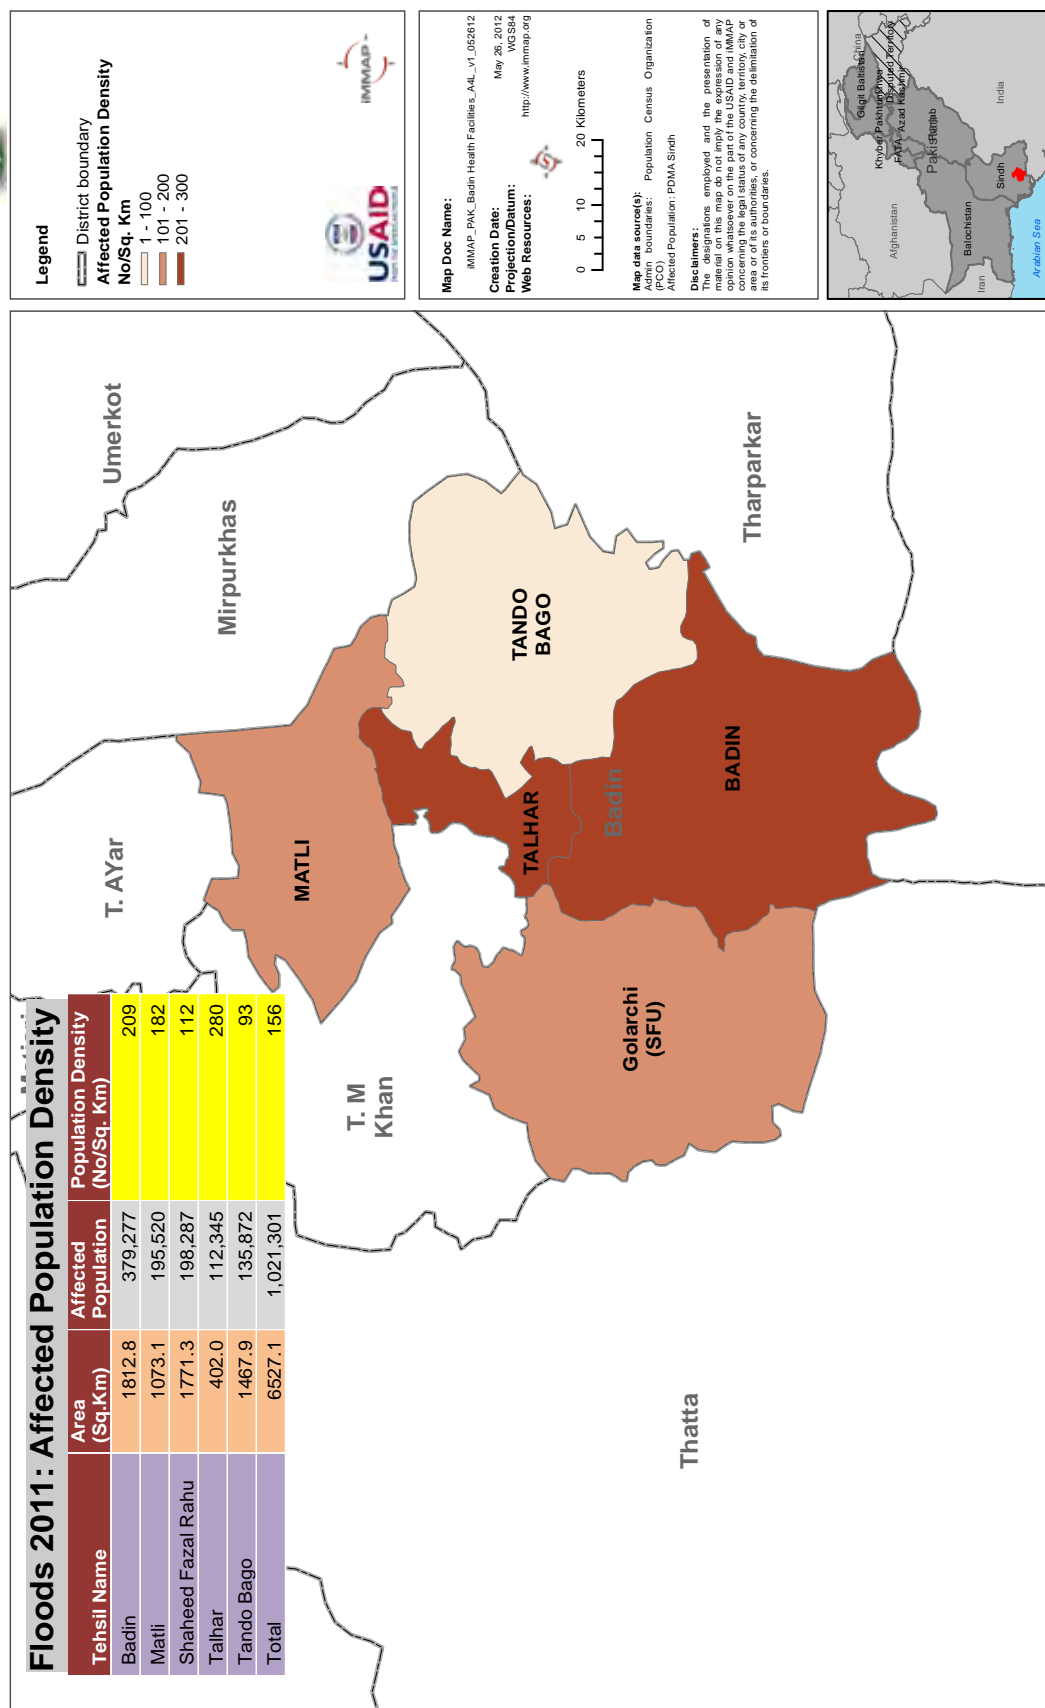 Floods 2011: Affected Population Density
Tehsil Name	Area (Sq.Km)	Affected Population	Population Density (No/Sq. Km)
Badin	1812.8	379,277	209
Matli	1073.1	195,520	182
Shaheed Fazal Rahu	1771.3	198,287	112
Talhar	402.0	112,345	280
Tando Bago	1467.9	135,872	93
Total	6527.1	1,021,301	156
T. AYar
Mirpurkhas
Umerkot
MATLI
T. M
Khan
TALHAR
TANDO
BAGO
Badin
Golarchi
(SFU)
BADIN
Thatta
Tharparkar
Legend
District boundary
Affected Population Density
No/Sq. Km
1 - 100
101 - 200
201 - 300
USAID
iMMAP
Map Doc Name:
iMMAP_PAK_Badin Health Facilities_A4L_v1_052612
Creation Date: May 26, 2012
Projection/Datum: WGS84
Web Resources: http://www.immap.org
0 5 10 20 Kilometers
Map data source(s):
Admin boundaries: Population Census Organization
(PCO)
Affected Population: PDMA Sindh
Disclaimers:
The designations employed and the presentation of
material on this map do not imply the expression of any
opinion whatsoever on the part of the USAID and iMMAP
concerning the legal status of any country, territory, city or
area or of its authorities, or concerning the delimitation of
its frontiers or boundaries.
China
Gilgit Baltistan
Disputed Territory
Khyber Pakhtunkhwa
Azad Kashmir
FATA
Afghanistan
Punjab
Pakistan
India
Balochistan
Sindh
Iran
Arabian Sea